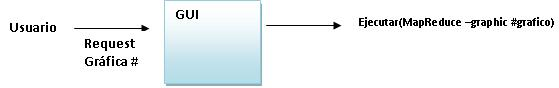 Usuario
Request
Gráfica #
GUI
Ejecutar(MapReduce –graphic #grafico)